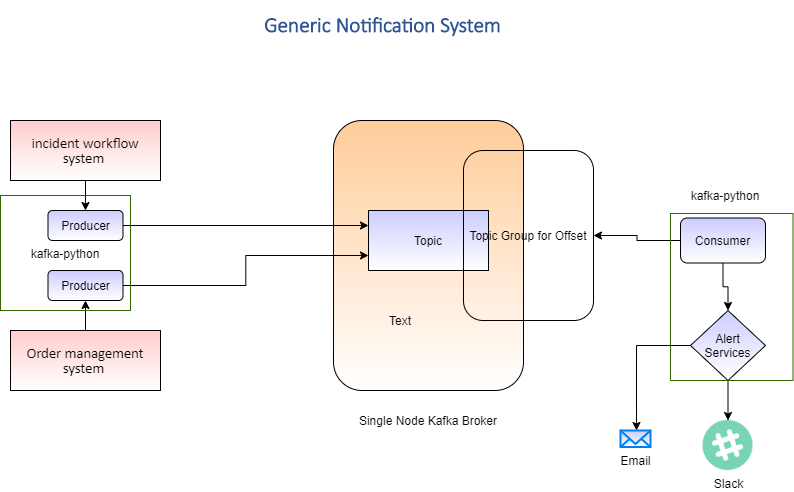 Generic Notification System
incident workflow
system
kafka-python
Producer
kafka-python
Topic
Topic Group for Offset
Consumer
Producer
Text
Order management
system
Alert
Services
Single Node Kafka Broker
Email
Slack